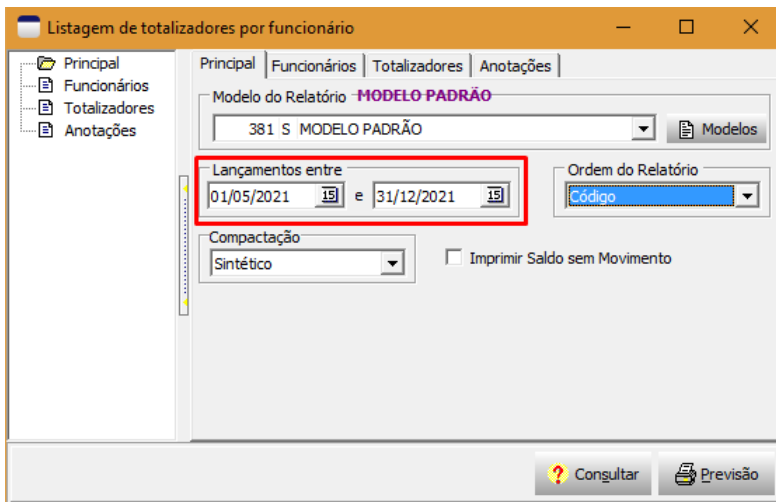 Listagem de totalizadores por funcionário
Principal
Funcionários
Totalizadores
Anotações
Principal Funcionários Totalizadores Anotações
Modelo do Relatório MODELO PADRÃO
381 S MODELO PADRÃO
Modelos
Lançamentos entre
01/05/2021 15 e 31/12/2021 15
Ordem do Relatório
Código
Compactação
Sintético
Imprimir Saldo sem Movimento
? Consultar
Previsão